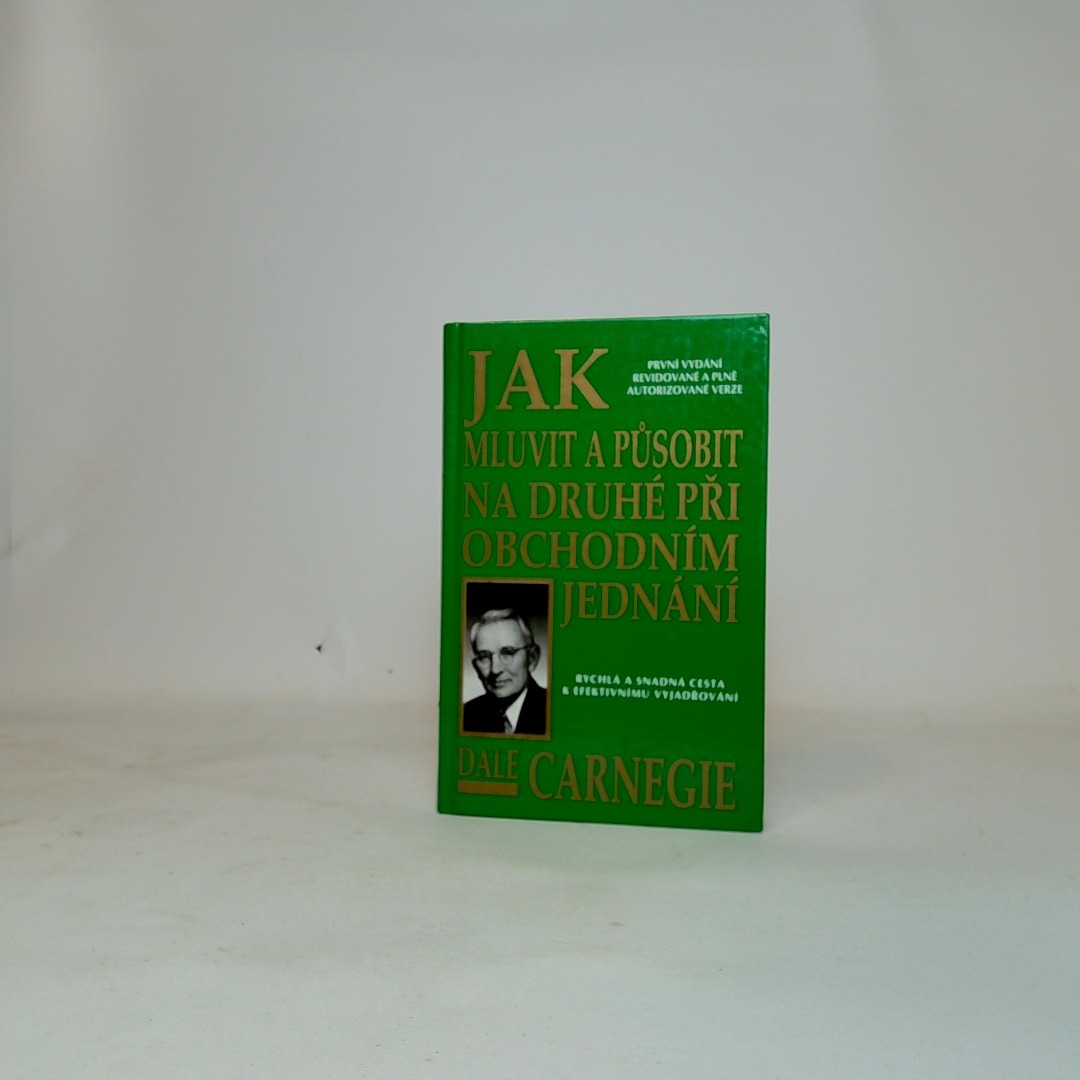 JAK
PRVNÍ VYDÁNÍ
REVIDOVANÉ A PLNĚ
AUTORIZOVANÉ VERZE
MLUVIT A PŮSOBIT
NA DRUHÉ PŘI
OBCHODNÍM
JEDNÁNÍ
RYCHLÁ A SNADNÁ CESTA
K EFEKTIVNÍMU VYJADŘOVÁNÍ
DALE CARNEGIE